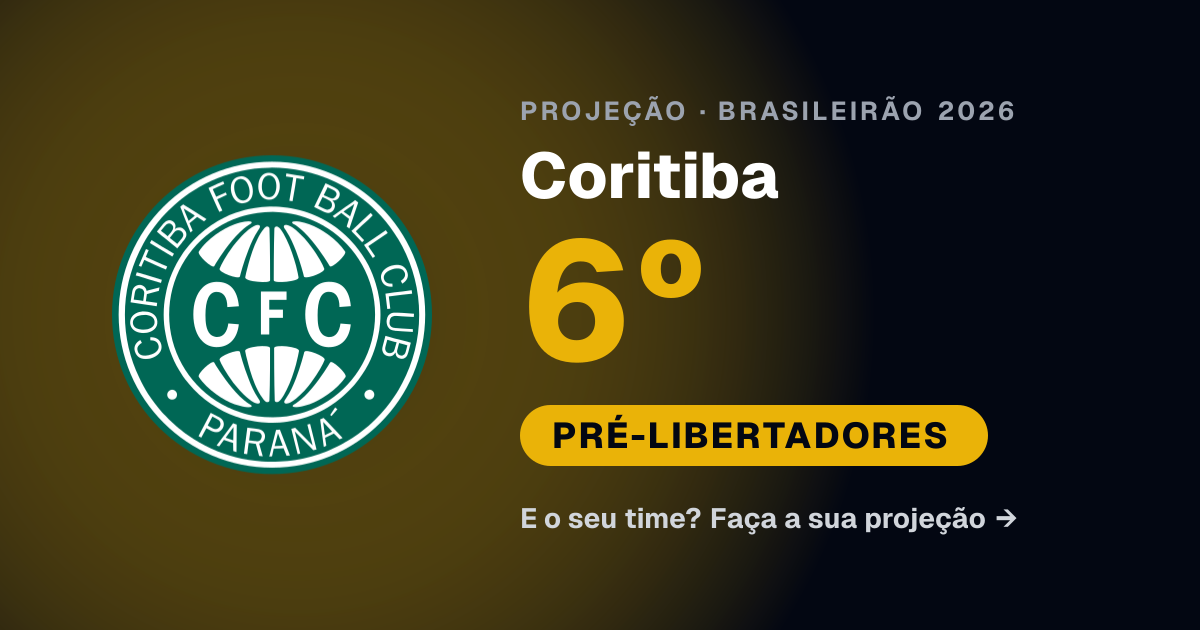 CORITIBA FOOT BALL CLUB
CFC
• PARANÁ •
PROJEÇÃO · BRASILEIRÃO 2026
Coritiba
6º
PRÉ-LIBERTADORES
E o seu time? Faça a sua projeção →